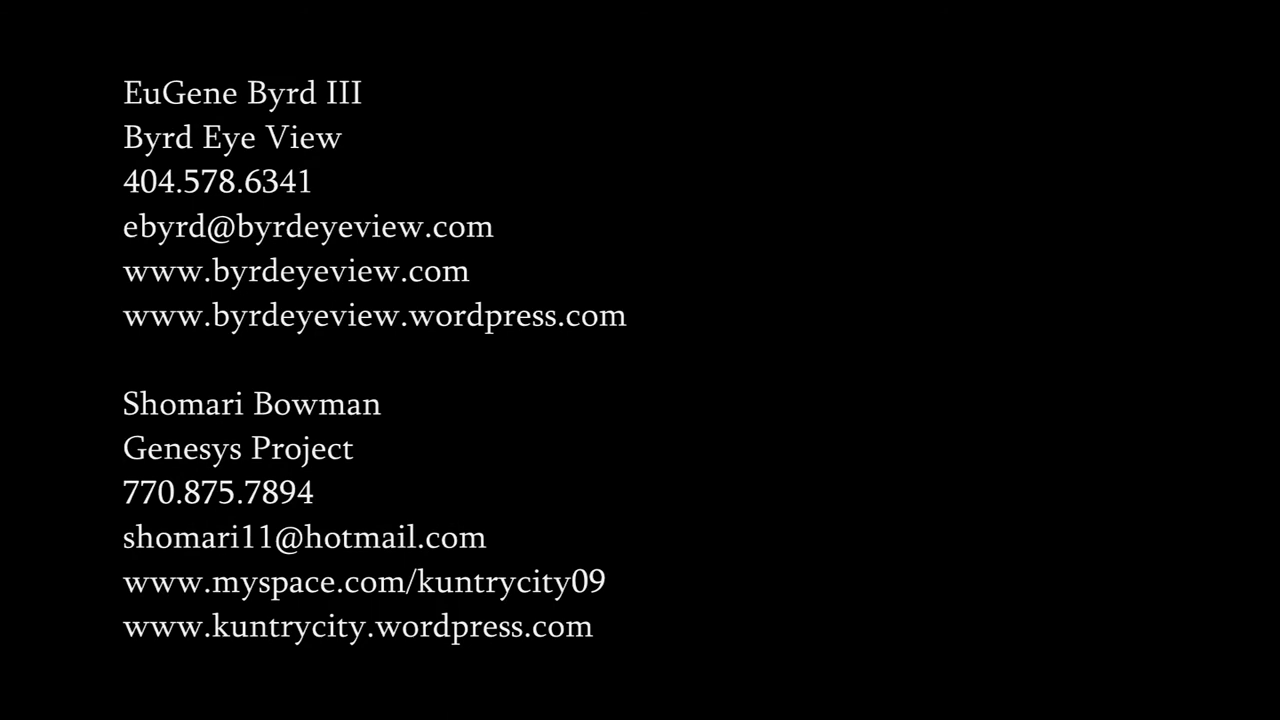 EuGene Byrd III
Byrd Eye View
404.578.6341
ebyrd@byrdeyeview.com
www.byrdeyeview.com
www.byrdeyeview.wordpress.com
Shomari Bowman
Genesys Project
770.875.7894
shomari11@hotmail.com
www.myspace.com/kuntrycity09
www.kuntrycity.wordpress.com